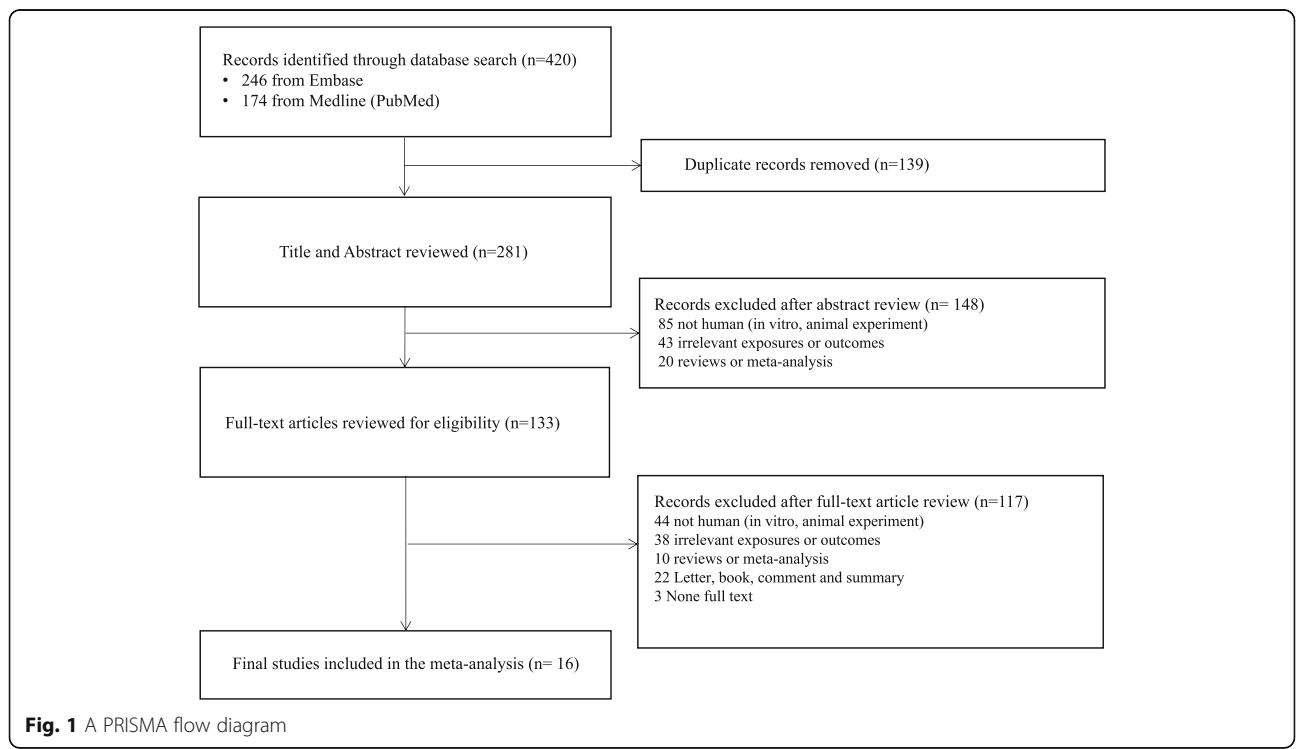 Records identified through database search (n=420)
• 246 from Embase
• 174 from Medline (PubMed)
Duplicate records removed (n=139)
Title and Abstract reviewed (n=281)
Records excluded after abstract review (n= 148)
85 not human (in vitro, animal experiment)
43 irrelevant exposures or outcomes
20 reviews or meta-analysis
Full-text articles reviewed for eligibility (n=133)
Records excluded after full-text article review (n=117)
44 not human (in vitro, animal experiment)
38 irrelevant exposures or outcomes
10 reviews or meta-analysis
22 Letter, book, comment and summary
3 None full text
Final studies included in the meta-analysis (n= 16)
Fig. 1 A PRISMA flow diagram